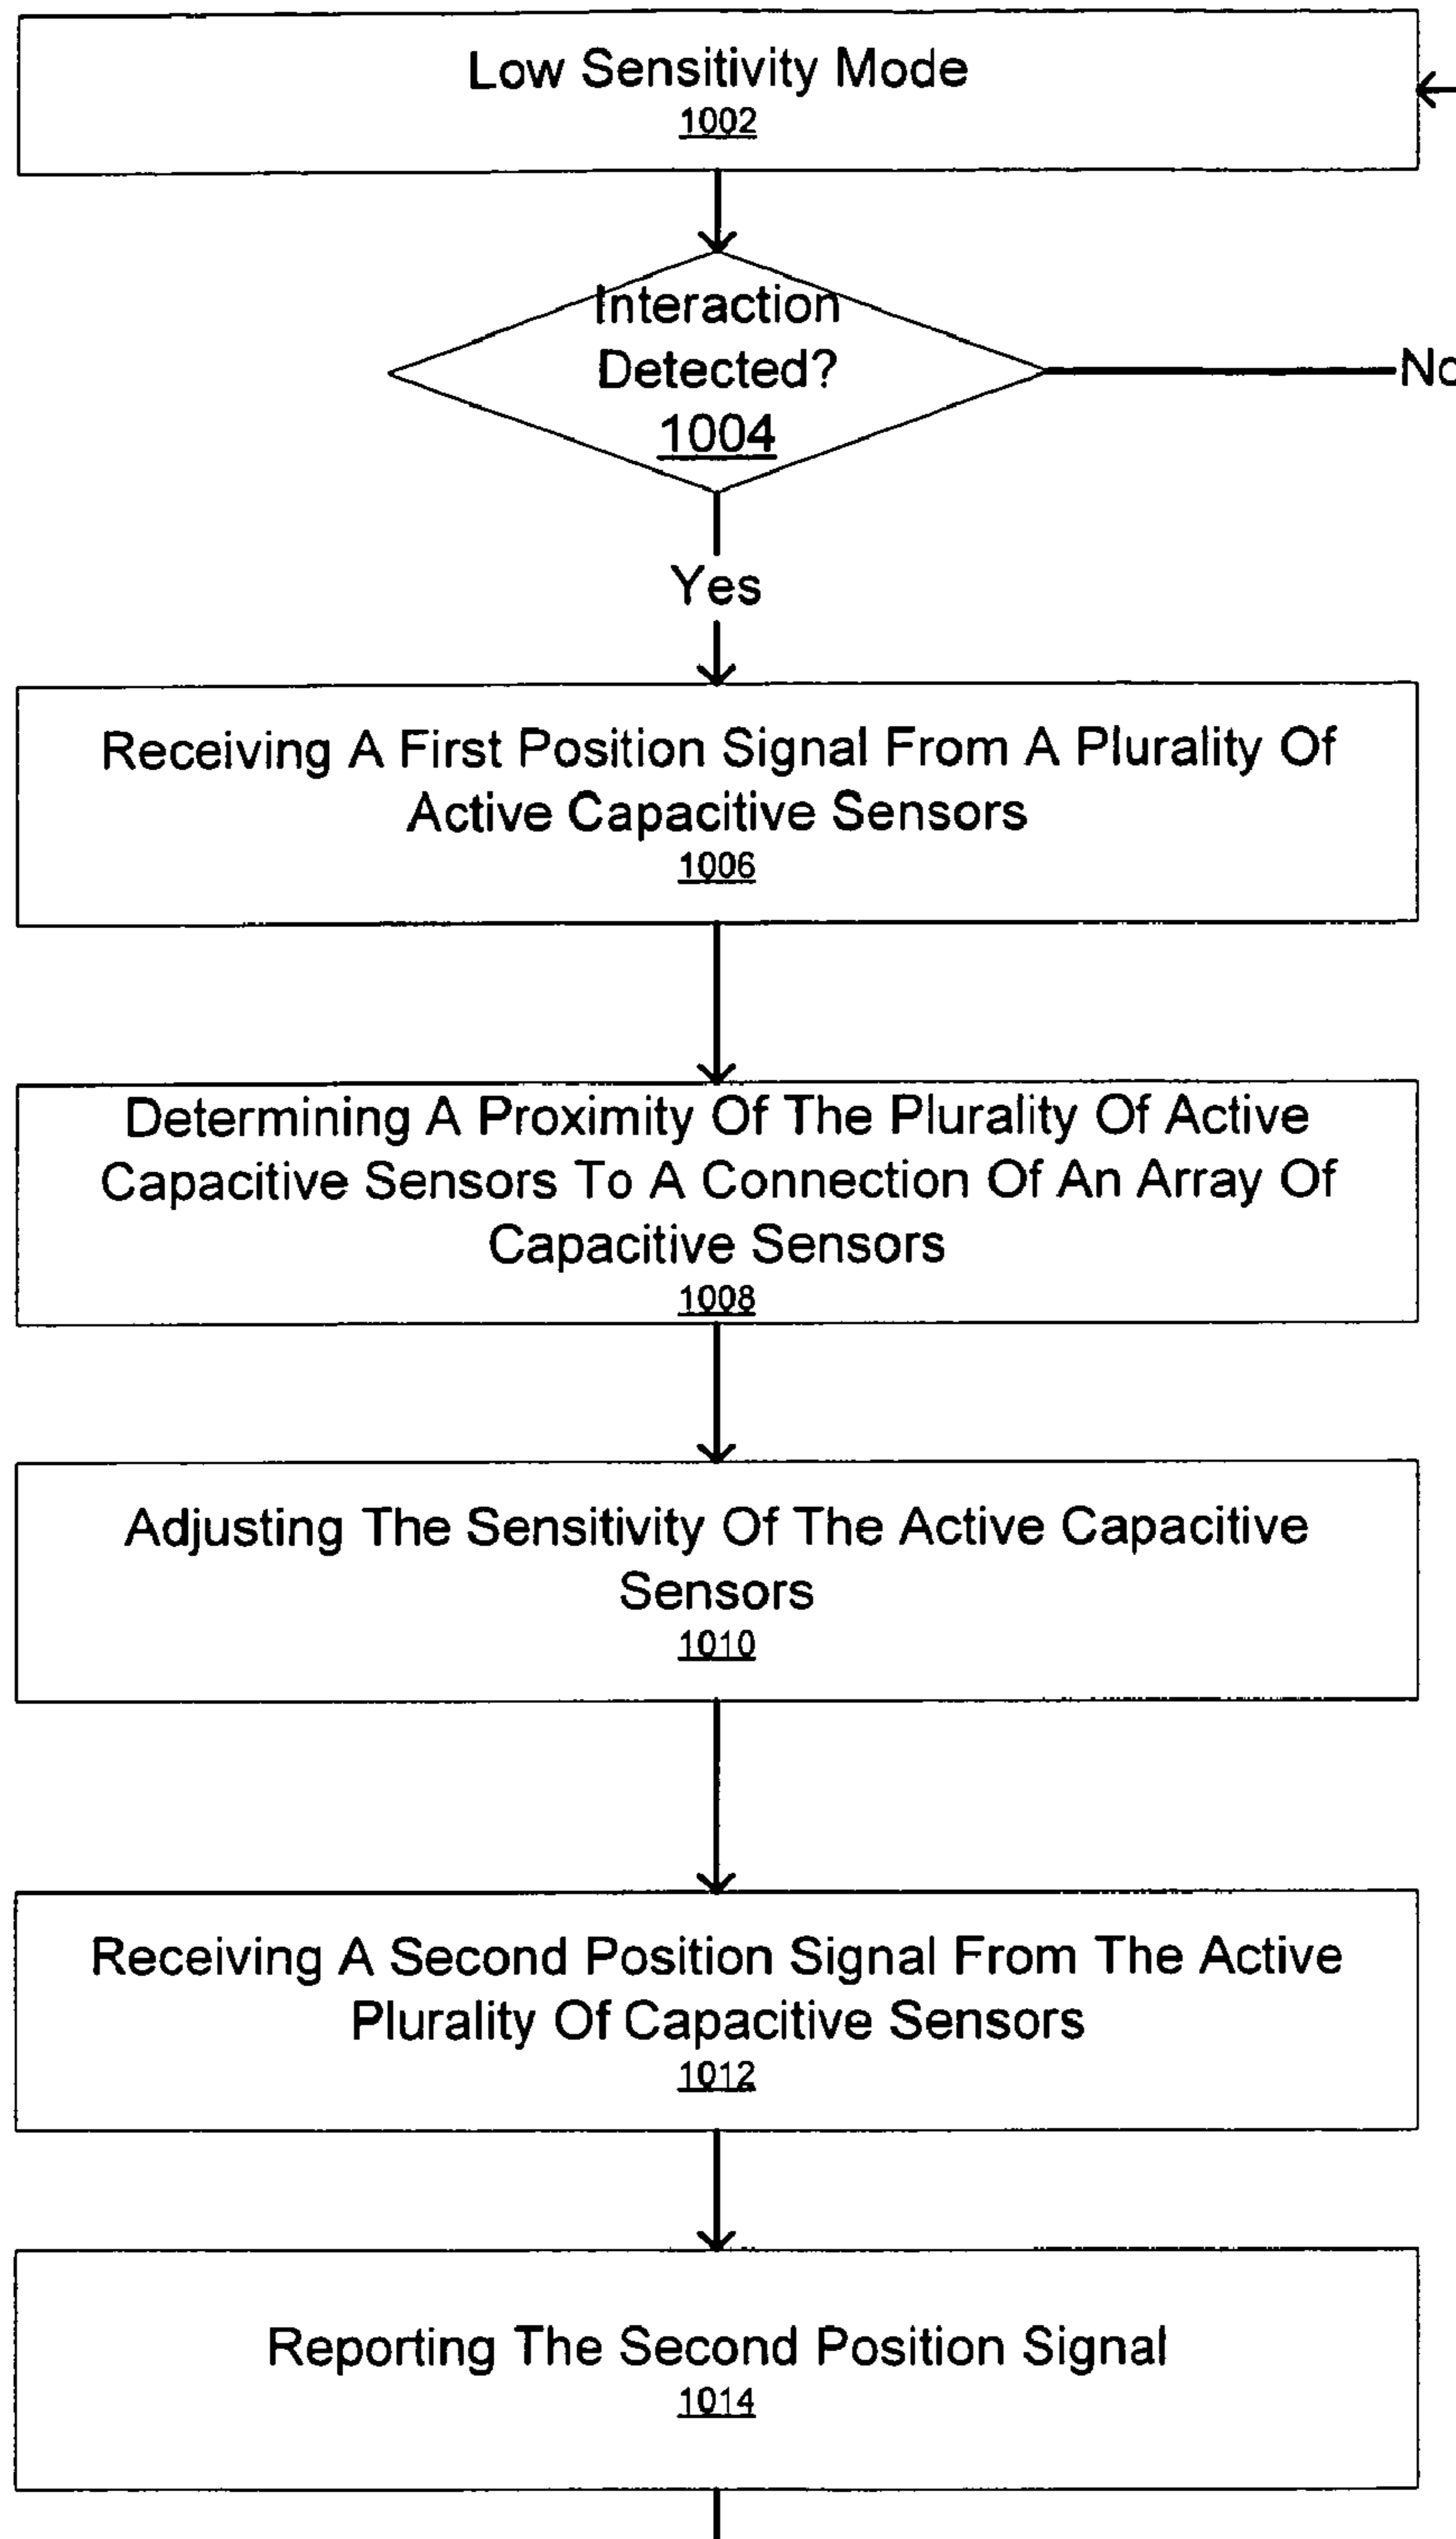 Low Sensitivity Mode
1002
Interaction
Detected?
1004
No
Yes
Receiving A First Position Signal From A Plurality Of
Active Capacitive Sensors
1006
Determining A Proximity Of The Plurality Of Active
Capacitive Sensors To A Connection Of An Array Of
Capacitive Sensors
1008
Adjusting The Sensitivity Of The Active Capacitive
Sensors
1010
Receiving A Second Position Signal From The Active
Plurality Of Capacitive Sensors
1012
Reporting The Second Position Signal
1014